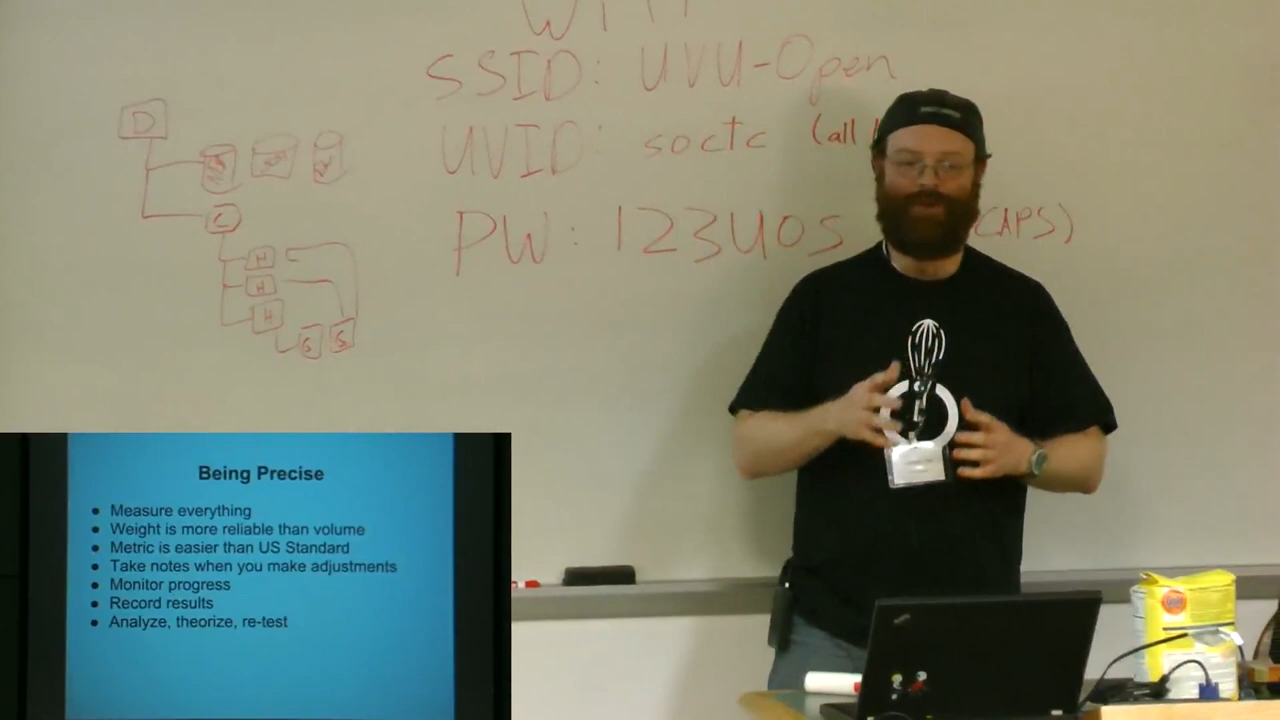 SSID: UVU-Open
UVID: soctc (all
PW: 123UOS CAPS)
D
C
H
H
H
S S
Being Precise
● Measure everything
● Weight is more reliable than volume
● Metric is easier than US Standard
● Take notes when you make adjustments
● Monitor progress
● Record results
● Analyze, theorize, re-test